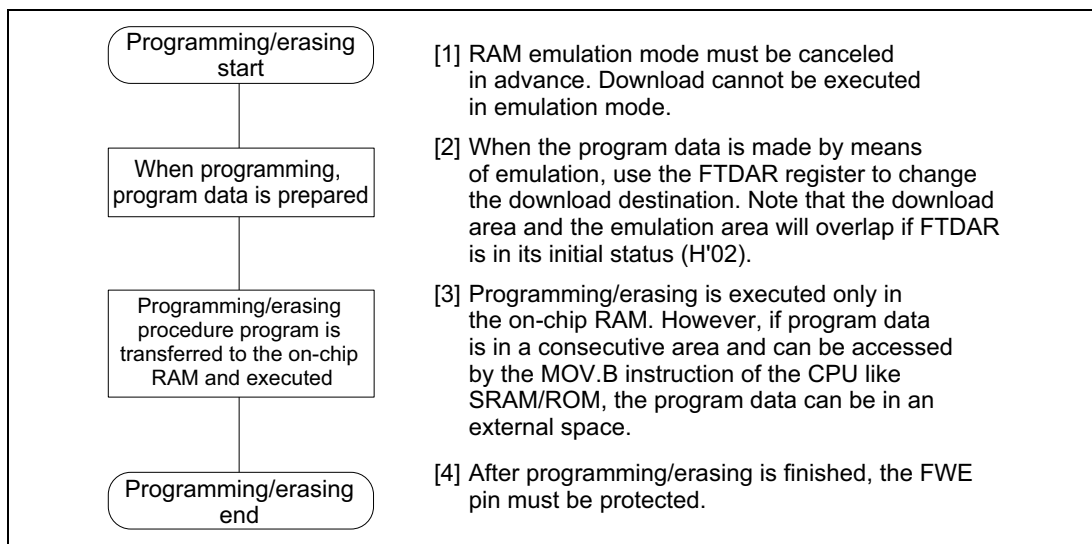 Programming/erasing
start
When programming,
program data is prepared
Programming/erasing
procedure program is
transferred to the on-chip
RAM and executed
Programming/erasing
end
[1] RAM emulation mode must be canceled
in advance. Download cannot be executed
in emulation mode.
[2] When the program data is made by means
of emulation, use the FTDAR register to change
the download destination. Note that the download
area and the emulation area will overlap if FTDAR
is in its initial status (H'02).
[3] Programming/erasing is executed only in
the on-chip RAM. However, if program data
is in a consecutive area and can be accessed
by the MOV.B instruction of the CPU like
SRAM/ROM, the program data can be in an
external space.
[4] After programming/erasing is finished, the FWE
pin must be protected.